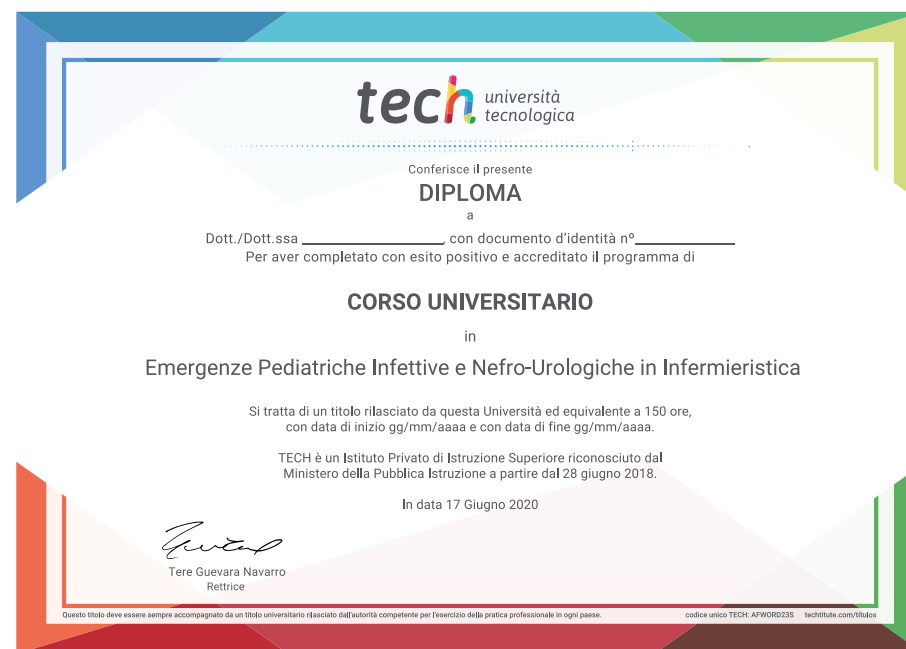 tech università
tecnologica
Conferisce il presente
DIPLOMA
a
Dott./Dott.ssa ____________________, con documento d'identità nº______________
Per aver completato con esito positivo e accreditato il programma di
CORSO UNIVERSITARIO
in
Emergenze Pediatriche Infettive e Nefro-Urologiche in Infermieristica
Si tratta di un titolo rilasciato da questa Università ed equivalente a 150 ore,
con data di inizio gg/mm/aaaa e con data di fine gg/mm/aaaa.
TECH è un Istituto Privato di Istruzione Superiore riconosciuto dal
Ministero della Pubblica Istruzione a partire dal 28 giugno 2018.
In data 17 Giugno 2020
Tere Guevara Navarro
Rettrice
Questo titolo deve essere sempre accompagnato da un titolo universitario rilasciato dall'autorità competente per l'esercizio della pratica professionale in ogni paese. codice unico TECH: AFWORD23S techtitute.com/titulos